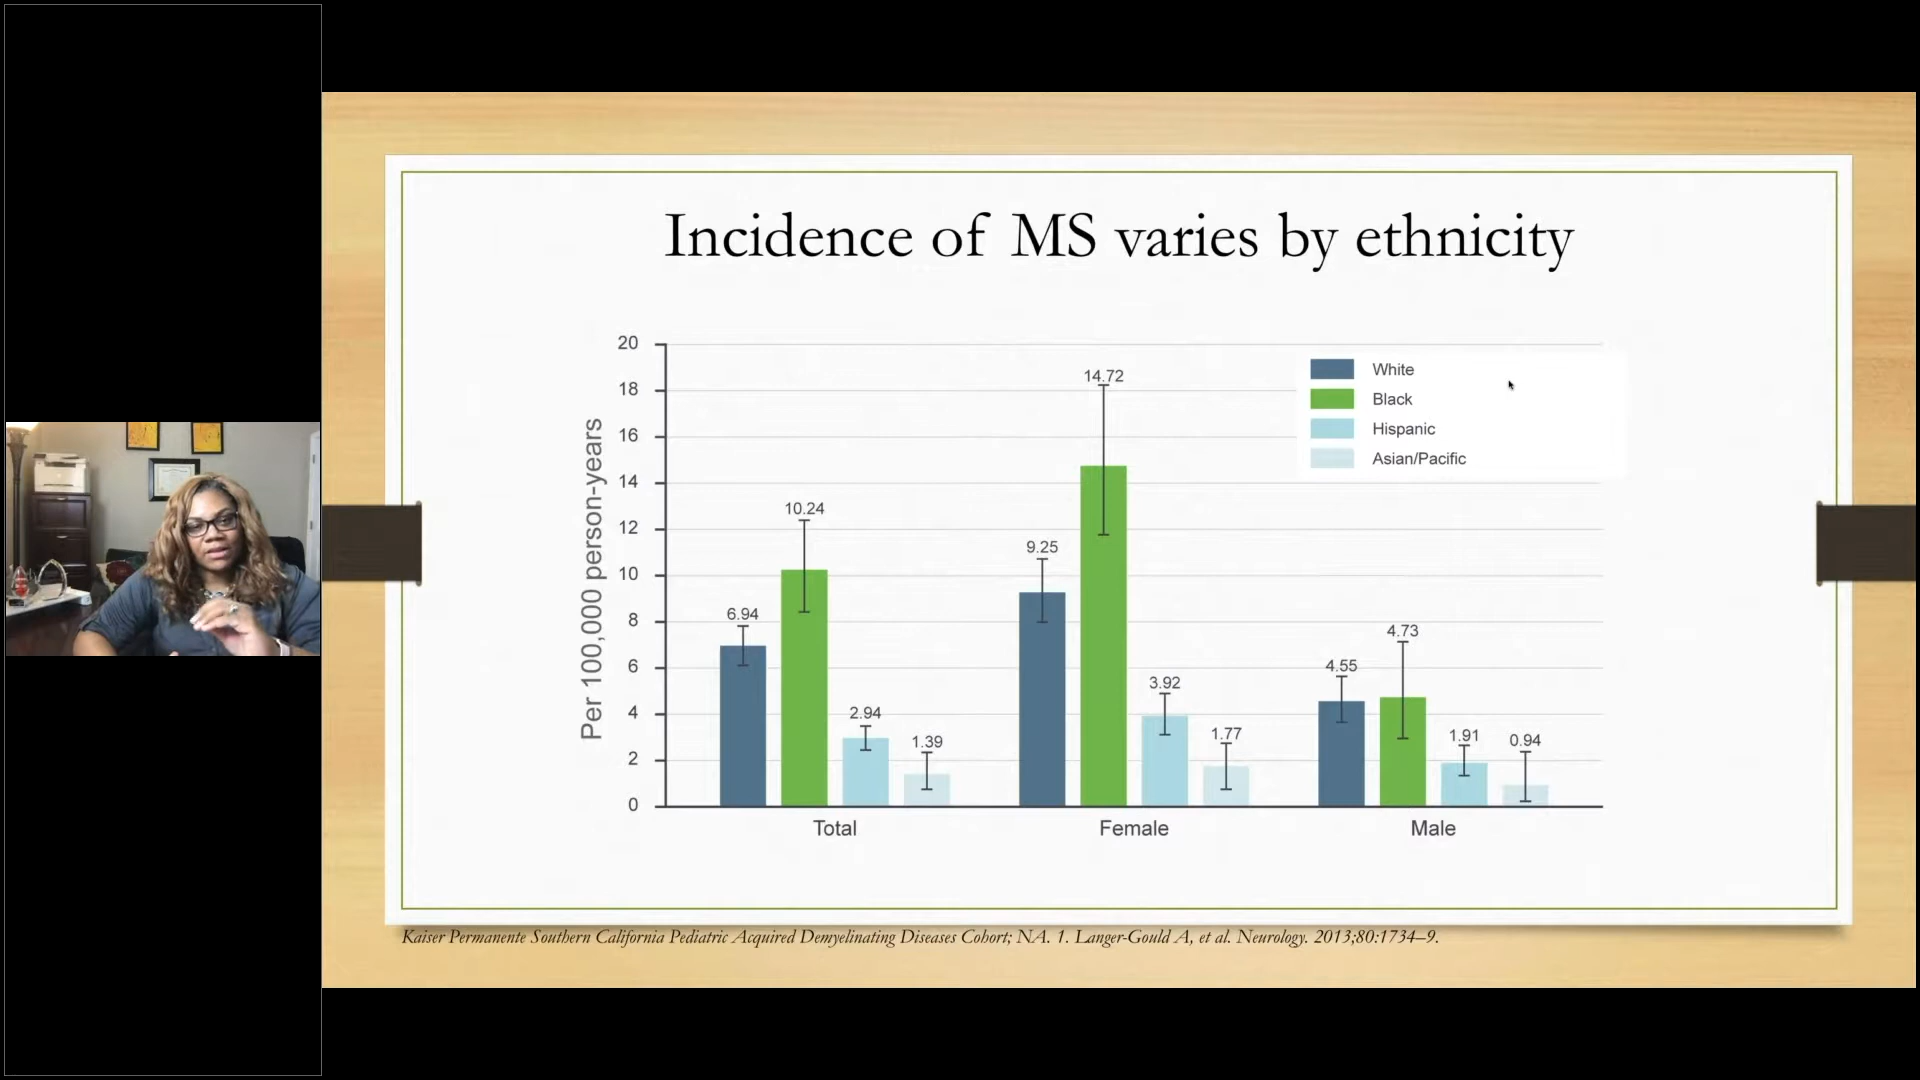 Incidence of MS varies by ethnicity
Per 100,000 person-years
20
18
16
14
12
10
8
6
4
2
0
White
Black
Hispanic
Asian/Pacific
6.94
10.24
2.94
1.39
9.25
14.72
3.92
1.77
4.55
4.73
1.91
0.94
Total
Female
Male
Kaiser Permanente Southern California Pediatric Acquired Demyelinating Diseases Cohort; NA. 1. Langer-Gould A, et al. Neurology. 2013;80:1734–9.